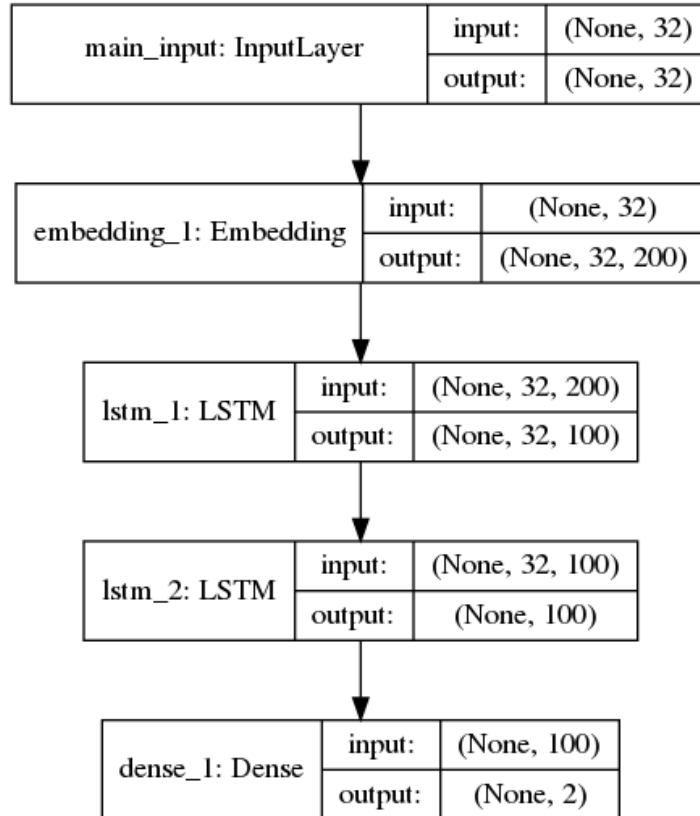 main_input: InputLayer
input:
(None, 32)
output:
(None, 32)
embedding_1: Embedding
input:
(None, 32)
output:
(None, 32, 200)
lstm_1: LSTM
input:
(None, 32, 200)
output:
(None, 32, 100)
lstm_2: LSTM
input:
(None, 32, 100)
output:
(None, 100)
dense_1: Dense
input:
(None, 100)
output:
(None, 2)